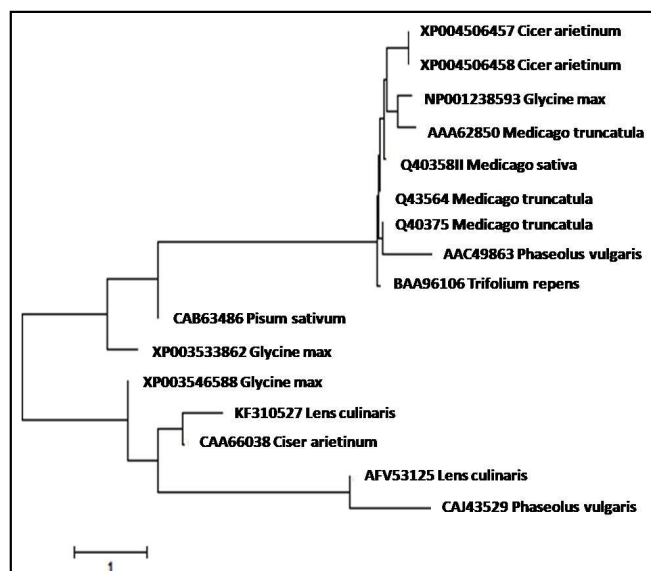 XP004506457 Cicer arietinum
XP004506458 Cicer arietinum
NP001238593 Glycine max
AAA62850 Medicago truncatula
Q40358II Medicago sativa
Q43564 Medicago truncatula
Q40375 Medicago truncatula
AAC49863 Phaseolus vulgaris
BAA96106 Trifolium repens
CAB63486 Pisum sativum
XP003533862 Glycine max
XP003546588 Glycine max
KF310527 Lens culinaris
CAA66038 Ciser arietinum
AFV53125 Lens culinaris
CAJ43529 Phaseolus vulgaris
1